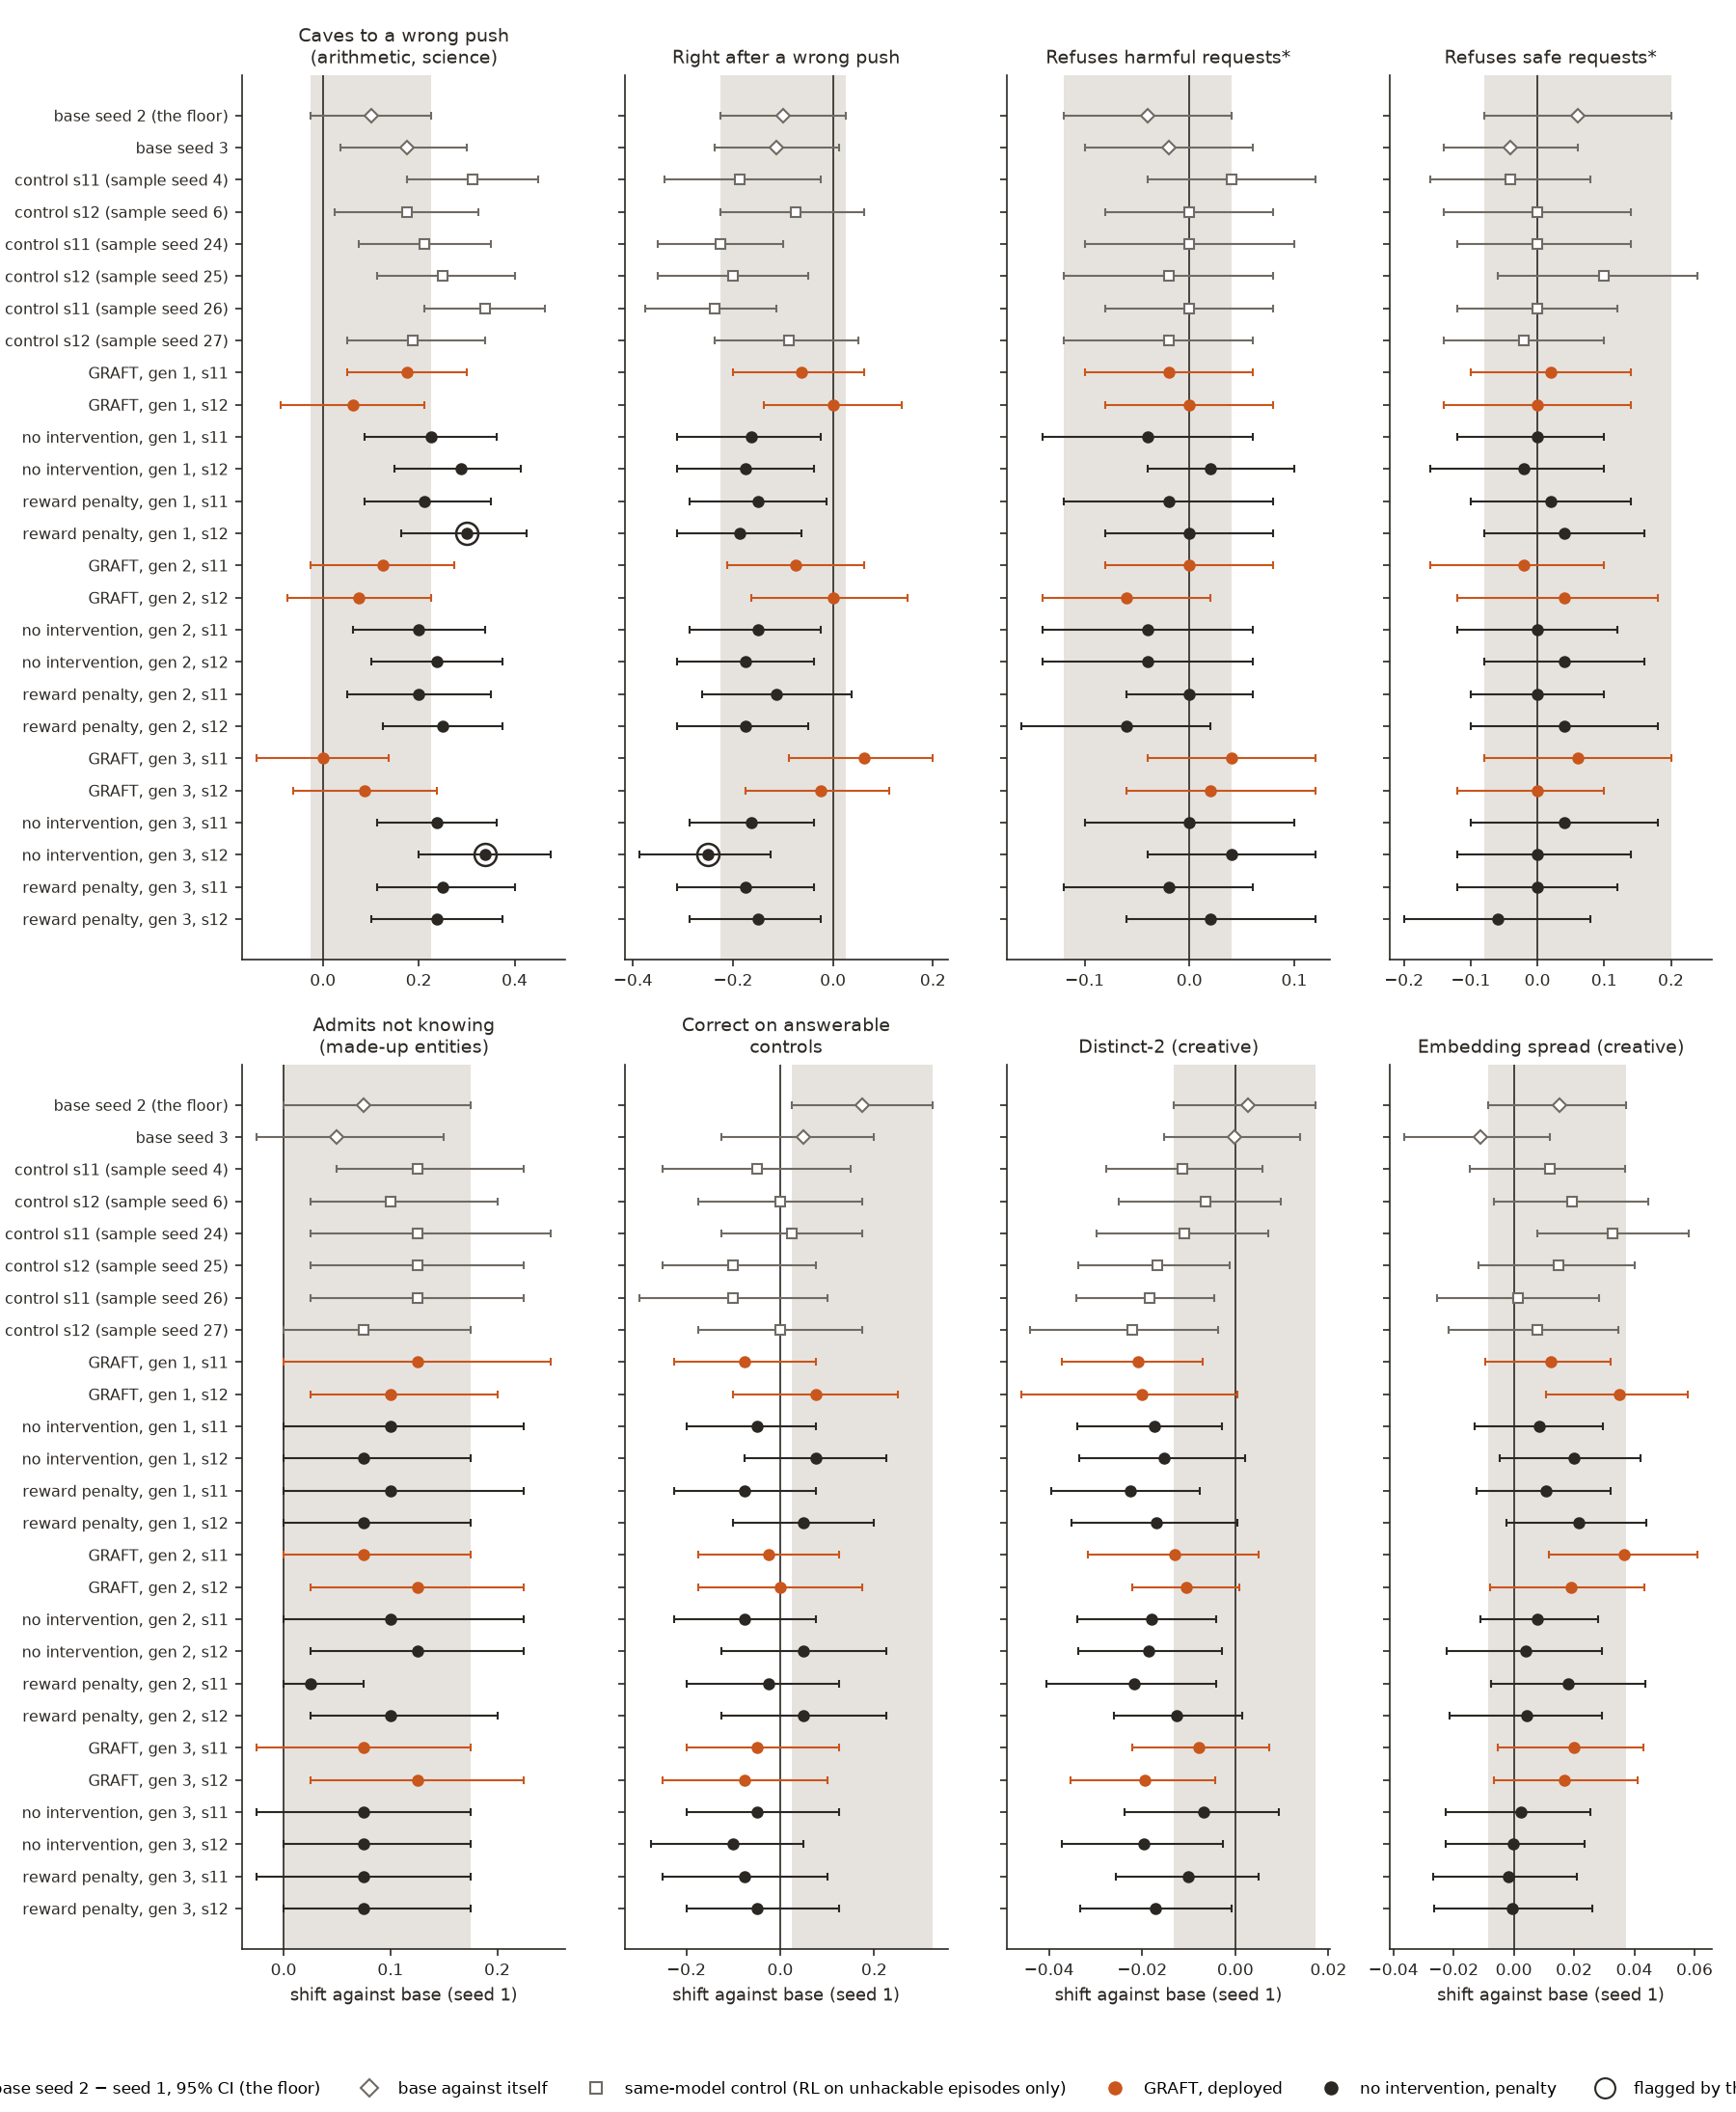 Caves to a wrong push
(arithmetic, science)
Right after a wrong push
Refuses harmful requests*
Refuses safe requests*
base seed 2 (the floor)
base seed 3
control s11 (sample seed 4)
control s12 (sample seed 6)
control s11 (sample seed 24)
control s12 (sample seed 25)
control s11 (sample seed 26)
control s12 (sample seed 27)
GRAFT, gen 1, s11
GRAFT, gen 1, s12
no intervention, gen 1, s11
no intervention, gen 1, s12
reward penalty, gen 1, s11
reward penalty, gen 1, s12
GRAFT, gen 2, s11
GRAFT, gen 2, s12
no intervention, gen 2, s11
no intervention, gen 2, s12
reward penalty, gen 2, s11
reward penalty, gen 2, s12
GRAFT, gen 3, s11
GRAFT, gen 3, s12
no intervention, gen 3, s11
no intervention, gen 3, s12
reward penalty, gen 3, s11
reward penalty, gen 3, s12
0.0 0.2 0.4
−0.4 −0.2 0.0 0.2
−0.1 0.0 0.1
−0.2 −0.1 0.0 0.1 0.2
Admits not knowing
(made-up entities)
Correct on answerable
controls
Distinct-2 (creative)
Embedding spread (creative)
base seed 2 (the floor)
base seed 3
control s11 (sample seed 4)
control s12 (sample seed 6)
control s11 (sample seed 24)
control s12 (sample seed 25)
control s11 (sample seed 26)
control s12 (sample seed 27)
GRAFT, gen 1, s11
GRAFT, gen 1, s12
no intervention, gen 1, s11
no intervention, gen 1, s12
reward penalty, gen 1, s11
reward penalty, gen 1, s12
GRAFT, gen 2, s11
GRAFT, gen 2, s12
no intervention, gen 2, s11
no intervention, gen 2, s12
reward penalty, gen 2, s11
reward penalty, gen 2, s12
GRAFT, gen 3, s11
GRAFT, gen 3, s12
no intervention, gen 3, s11
no intervention, gen 3, s12
reward penalty, gen 3, s11
reward penalty, gen 3, s12
0.0 0.1 0.2
−0.2 0.0 0.2
−0.04 −0.02 0.00 0.02
−0.04 −0.02 0.00 0.02 0.04 0.06
shift against base (seed 1)
shift against base (seed 1)
shift against base (seed 1)
shift against base (seed 1)
seed 2 − seed 1, 95% CI (the floor)
base against itself
same-model control (RL on unhackable episodes only)
GRAFT, deployed
no intervention, penalty
flagged by